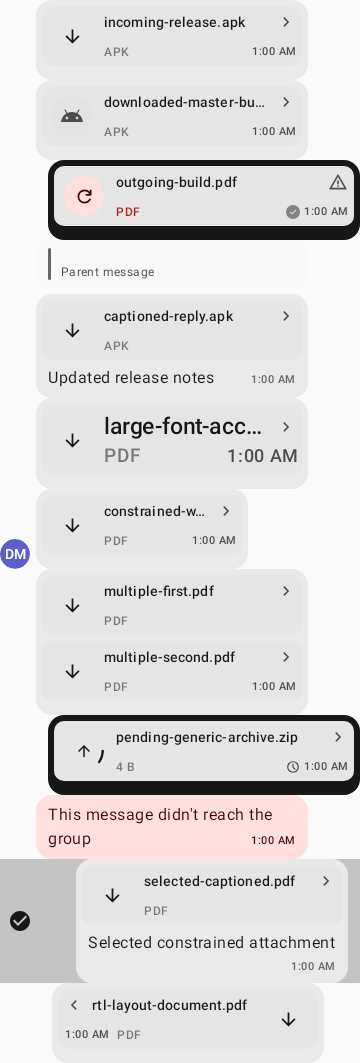 incoming-release.apk
APK 1:00 AM
downloaded-master-bu…
APK 1:00 AM
outgoing-build.pdf
PDF 1:00 AM
Parent message
captioned-reply.apk
APK
Updated release notes 1:00 AM
large-font-acc…
PDF 1:00 AM
constrained-w…
PDF 1:00 AM
DM
multiple-first.pdf
PDF
multiple-second.pdf
PDF 1:00 AM
pending-generic-archive.zip
4 B 1:00 AM
This message didn't reach the
group 1:00 AM
selected-captioned.pdf
PDF
Selected constrained attachment
1:00 AM
rtl-layout-document.pdf
1:00 AM PDF